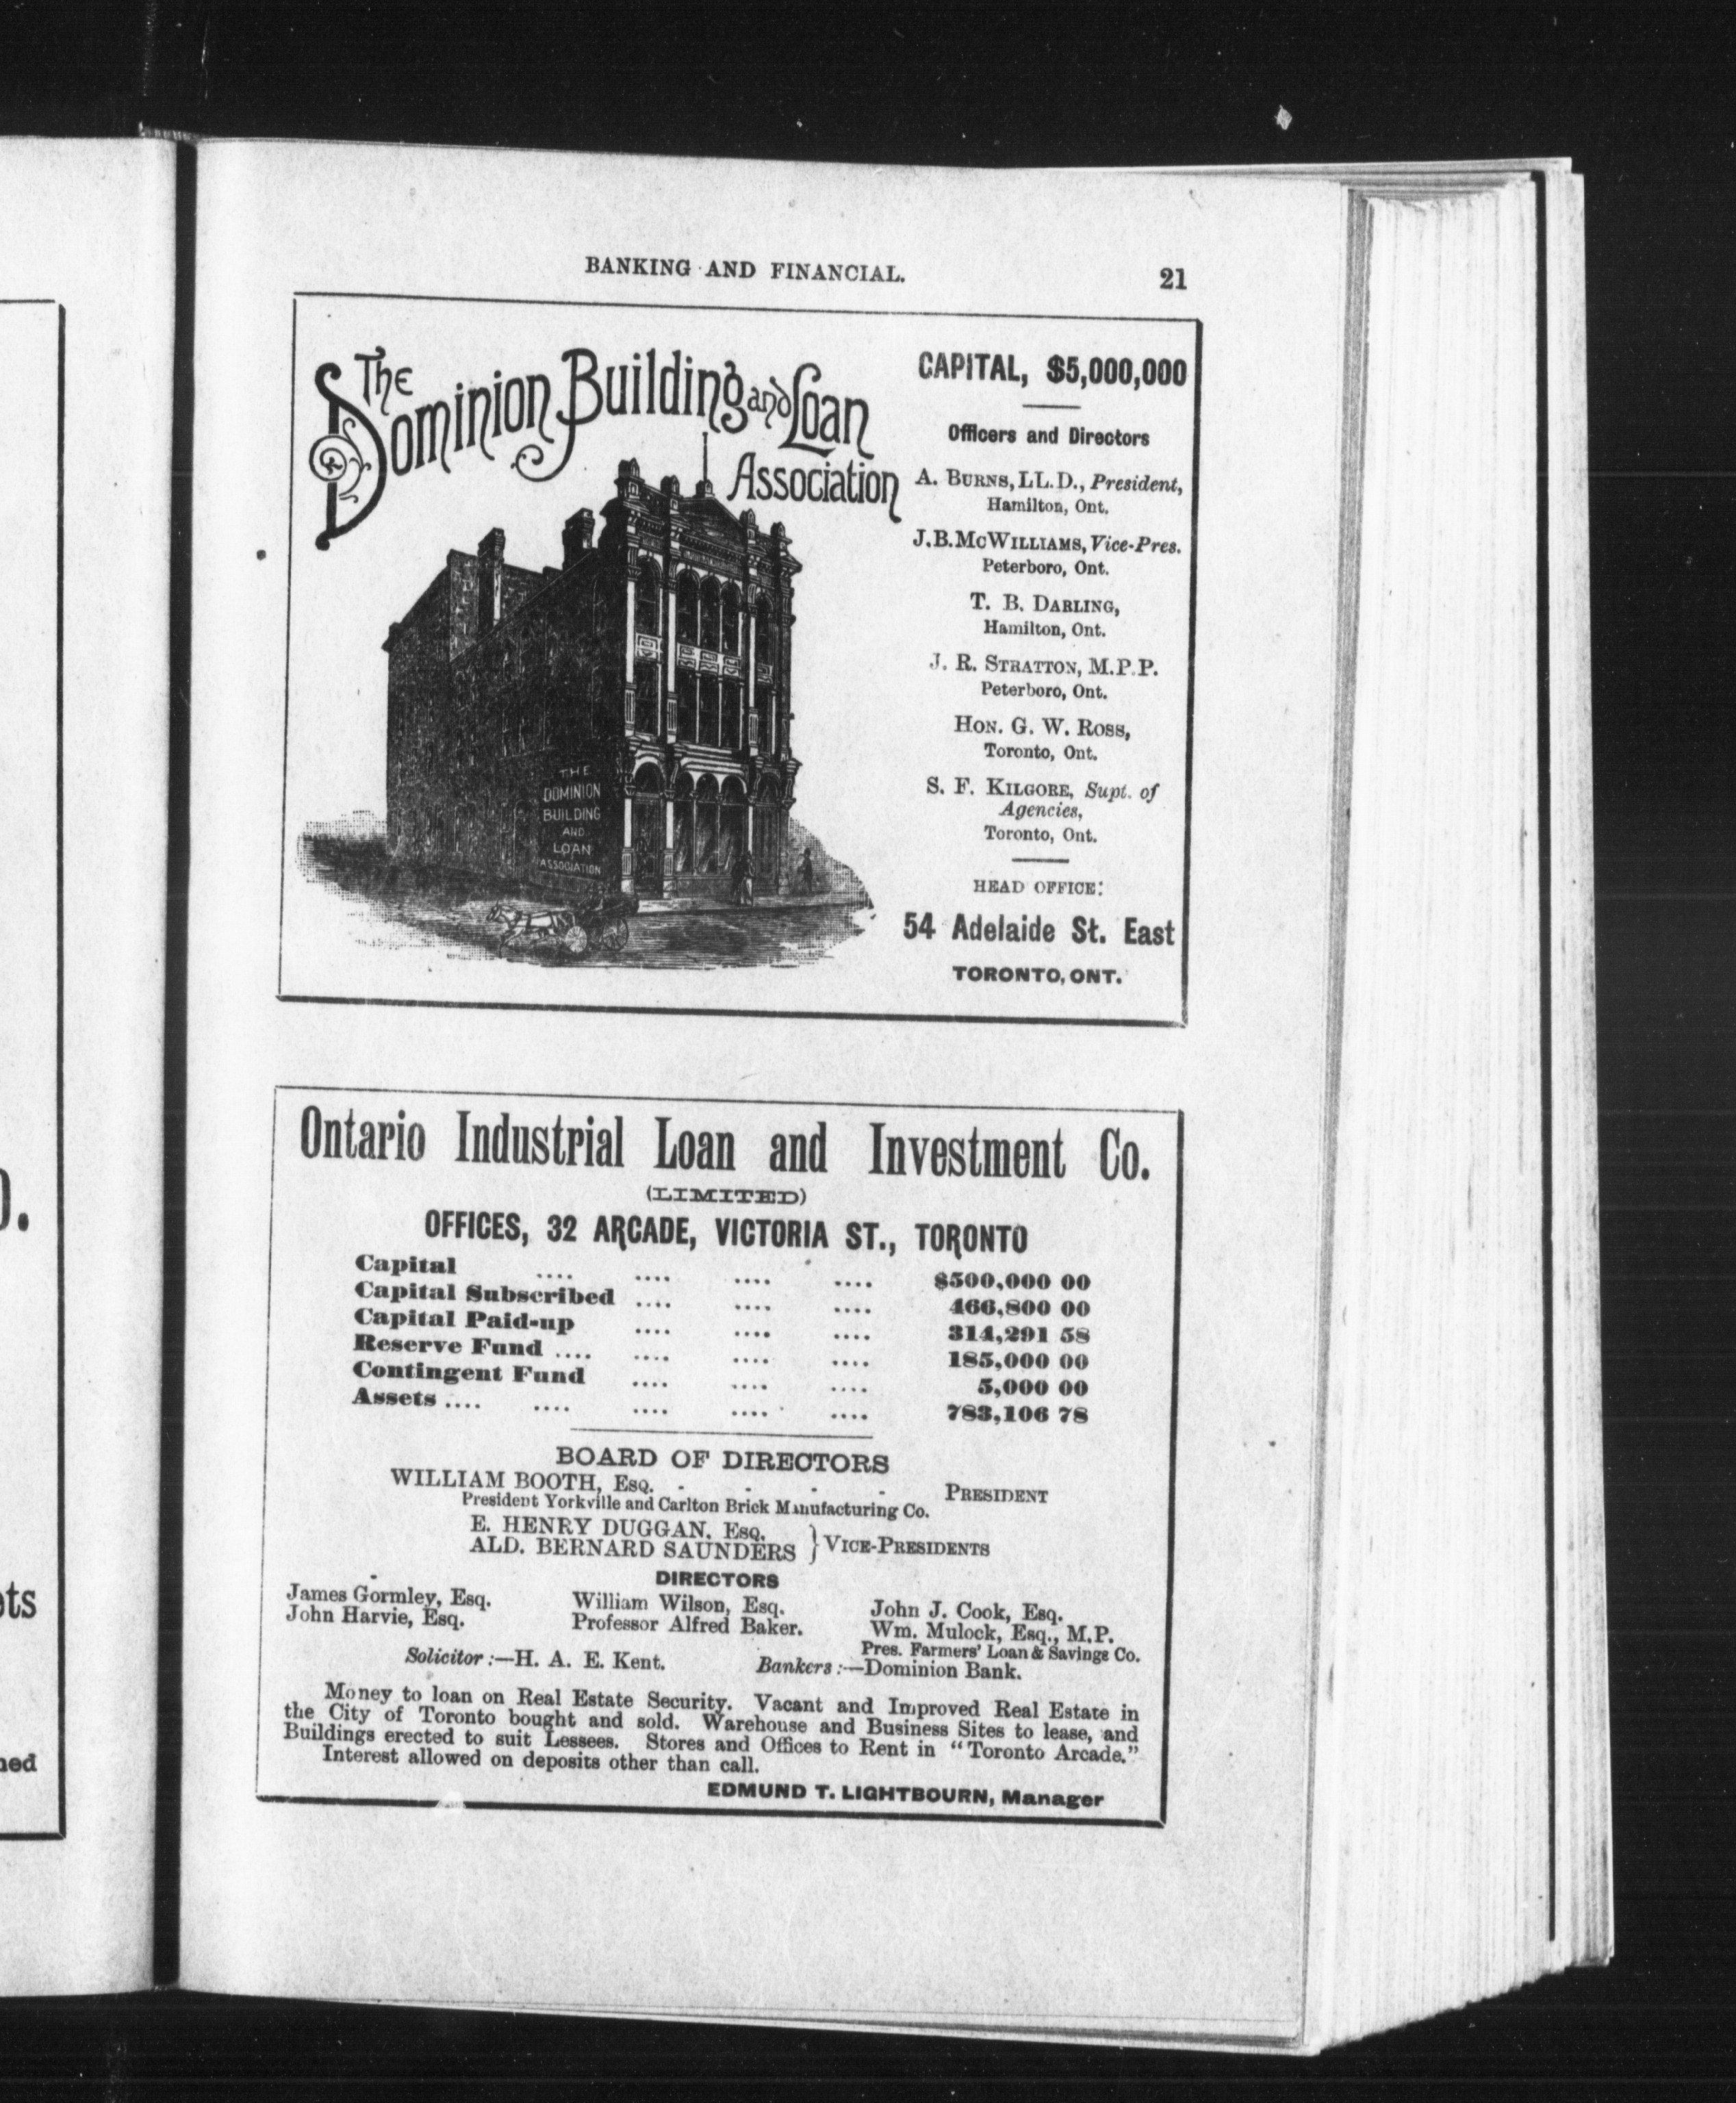 BANKING AND FINANCIAL.
21
The
Dominion Building and Loan
Association
THE
DOMINION
BUILDING
AND
LOAN
ASSOCIATION
CAPITAL, $5,000,000
Officers and Directors
A. BURNS, LL.D., President,
Hamilton, Ont.
J.B. McWILLIAMS, Vice-Pres.
Peterboro, Ont.
T. B. DARLING,
Hamilton, Ont.
J. R. STRATTON, M.P.P.
Peterboro, Ont.
HON. G. W. ROSS,
Toronto, Ont.
S. F. KILGORE, Supt. of
Agencies,
Toronto, Ont.
HEAD OFFICE:
54 Adelaide St. East
TORONTO, ONT.
Ontario Industrial Loan and Investment Co.
(LIMITED)
OFFICES, 32 ARCADE, VICTORIA ST., TORONTO
Capital .... .... .... .... $500,000 00
Capital Subscribed .... .... .... 466,800 00
Capital Paid-up .... .... .... 314,291 58
Reserve Fund .... .... .... .... 185,000 00
Contingent Fund .... .... .... 5,000 00
Assets .... .... .... .... .... 783,106 78
BOARD OF DIRECTORS
WILLIAM BOOTH, ESQ. - - - - PRESIDENT
President Yorkville and Carlton Brick Manufacturing Co.
E. HENRY DUGGAN, ESQ.
ALD. BERNARD SAUNDERS } VICE-PRESIDENTS
DIRECTORS
James Gormley, Esq. William Wilson, Esq. John J. Cook, Esq.
John Harvie, Esq. Professor Alfred Baker. Wm. Mulock, Esq., M.P.
Pres. Farmers' Loan & Savings Co.
Solicitor:—H. A. E. Kent. Bankers:—Dominion Bank.
Money to loan on Real Estate Security. Vacant and Improved Real Estate in
the City of Toronto bought and sold. Warehouse and Business Sites to lease, and
Buildings erected to suit Lessees. Stores and Offices to Rent in "Toronto Arcade."
Interest allowed on deposits other than call.
EDMUND T. LIGHTBOURN, Manager